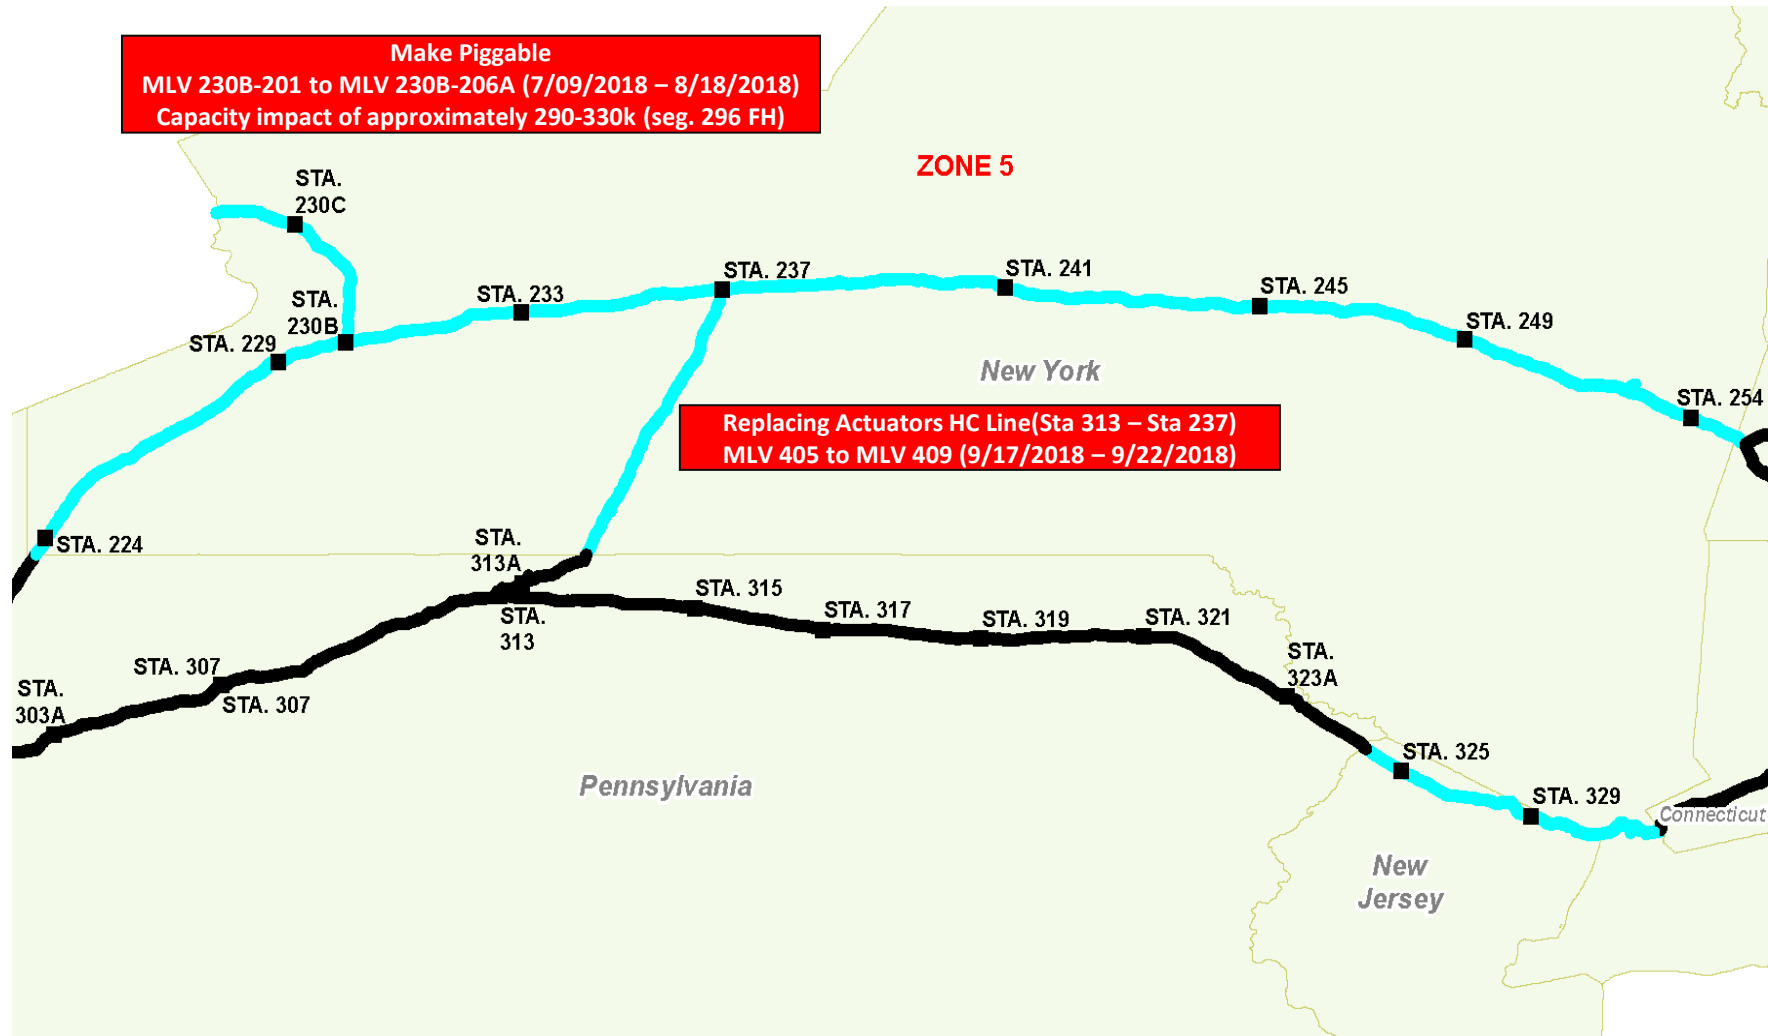 Make Piggable
MLV 230B-201 to MLV 230B-206A (7/09/2018 – 8/18/2018)
Capacity impact of approximately 290-330k (seg. 296 FH)
ZONE 5
STA.
230C
STA. 237
STA. 241
STA. 245
STA. 233
STA.
230B
STA. 229
STA. 249
New York
STA. 254
Replacing Actuators HC Line(Sta 313 – Sta 237)
MLV 405 to MLV 409 (9/17/2018 – 9/22/2018)
STA. 224
STA.
313A
STA. 315
STA. 317
STA. 319
STA. 321
STA.
313
STA.
323A
STA. 307
STA. 307
STA.
303A
STA. 325
Pennsylvania
STA. 329
Connecticut
New
Jersey